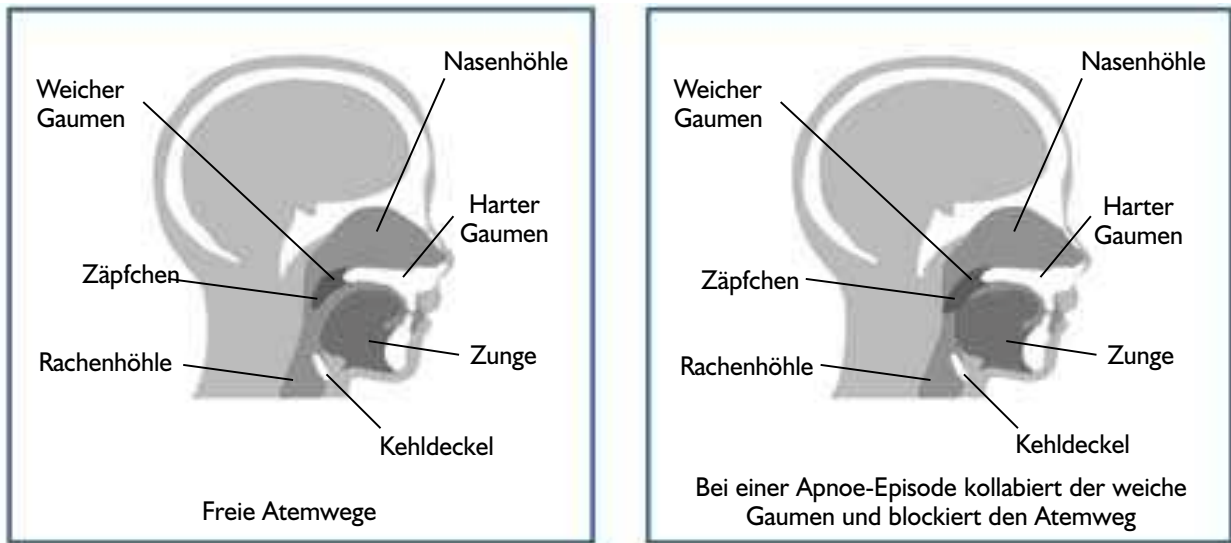 Nasenhöhle
Weicher
Gaumen
Harter
Gaumen
Zäpfchen
Rachenhöhle
Zunge
Kehldeckel
Freie Atemwege
Nasenhöhle
Weicher
Gaumen
Harter
Gaumen
Zäpfchen
Rachenhöhle
Zunge
Kehldeckel
Bei einer Apnoe-Episode kollabiert der weiche
Gaumen und blockiert den Atemweg